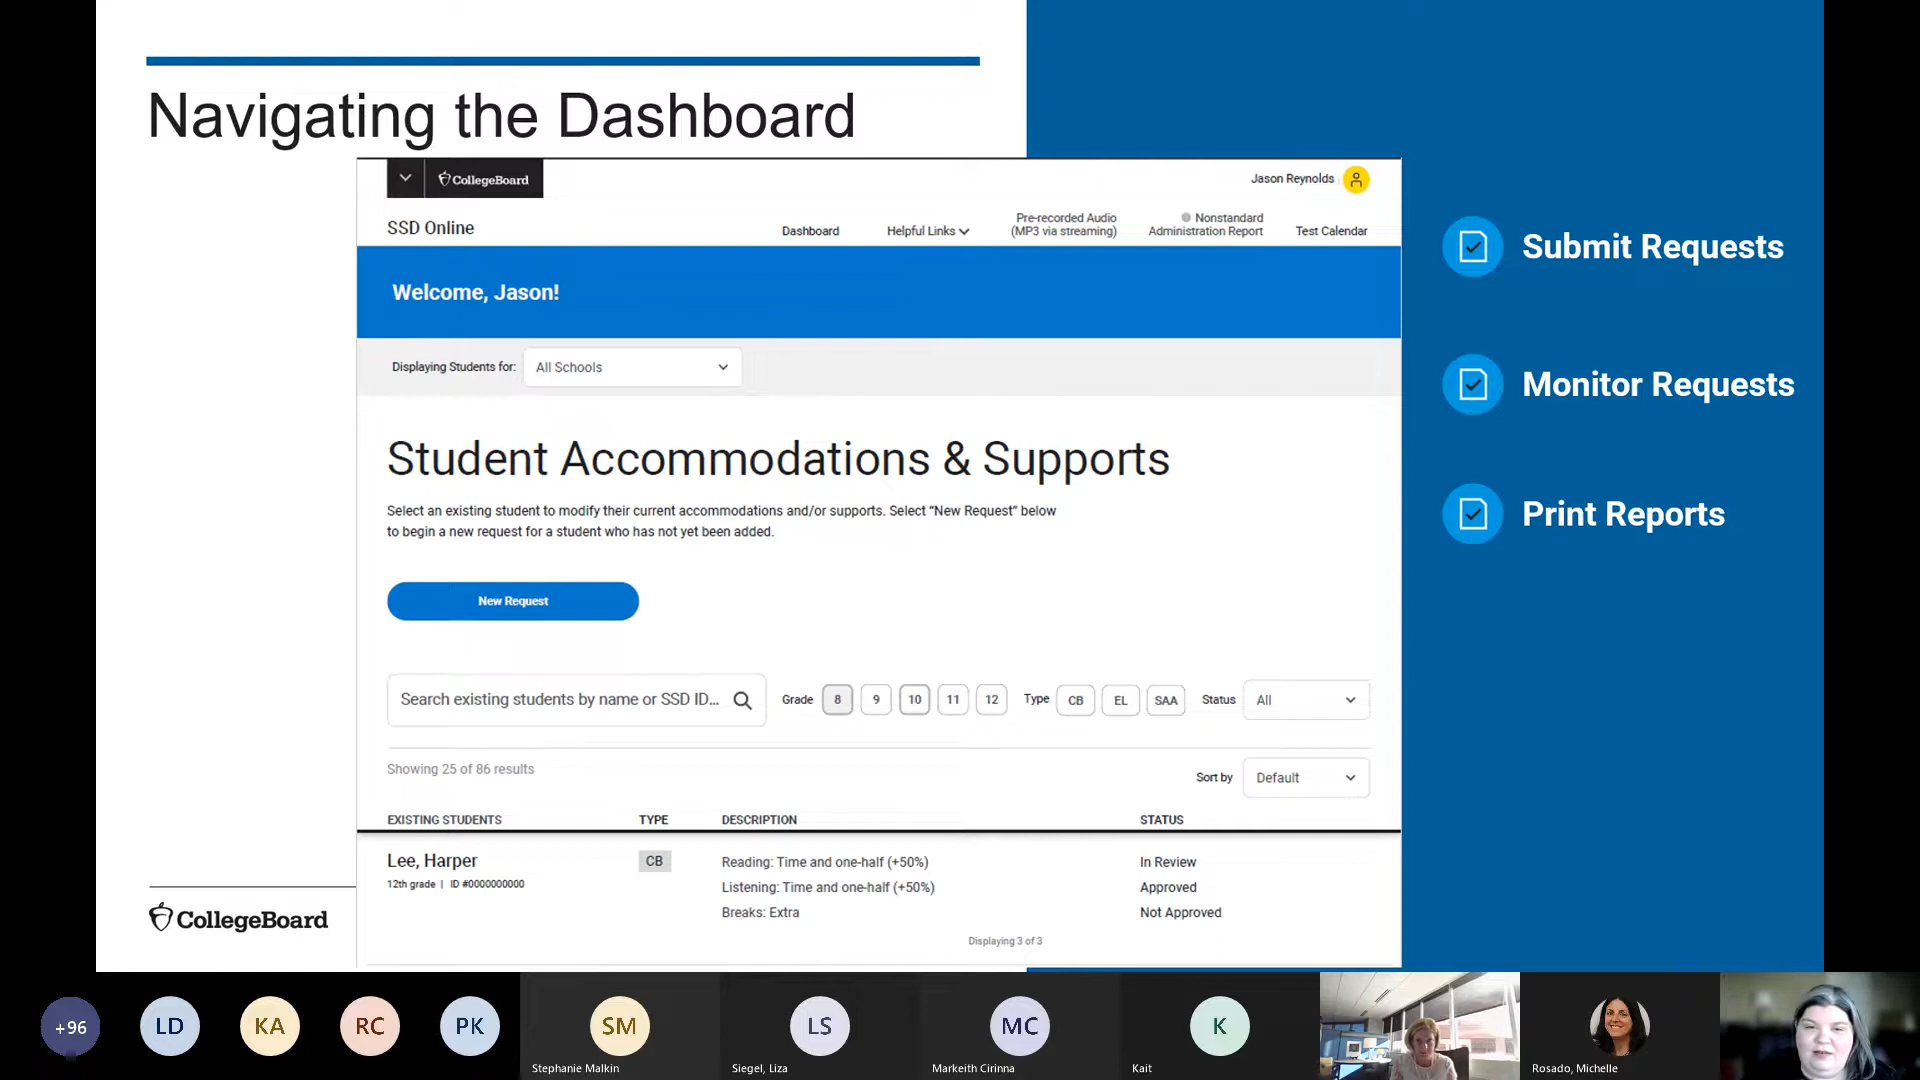 Navigating the Dashboard
CollegeBoard
Jason Reynolds
SSD Online
Dashboard
Helpful Links
Pre-recorded Audio
(MP3 via streaming)
Nonstandard
Administration Report
Test Calendar
Welcome, Jason!
Displaying Students for:
All Schools
Student Accommodations & Supports
Select an existing student to modify their current accommodations and/or supports. Select “New Request” below
to begin a new request for a student who has not yet been added.
New Request
Search existing students by name or SSD ID...
Grade 8 9 10 11 12 Type CB EL SAA Status All
Showing 25 of 86 results
Sort by Default
EXISTING STUDENTS TYPE DESCRIPTION STATUS
Lee, Harper CB Reading: Time and one-half (+50%) In Review
12th grade | ID #0000000000 Listening: Time and one-half (+50%) Approved
Breaks: Extra Not Approved
Displaying 3 of 3
Submit Requests
Monitor Requests
Print Reports
CollegeBoard
+96
LD
KA
RC
PK
SM
Stephanie Malkin
LS
Siegel, Liza
MC
Markeith Cirinna
K
Kait
Rosado, Michelle